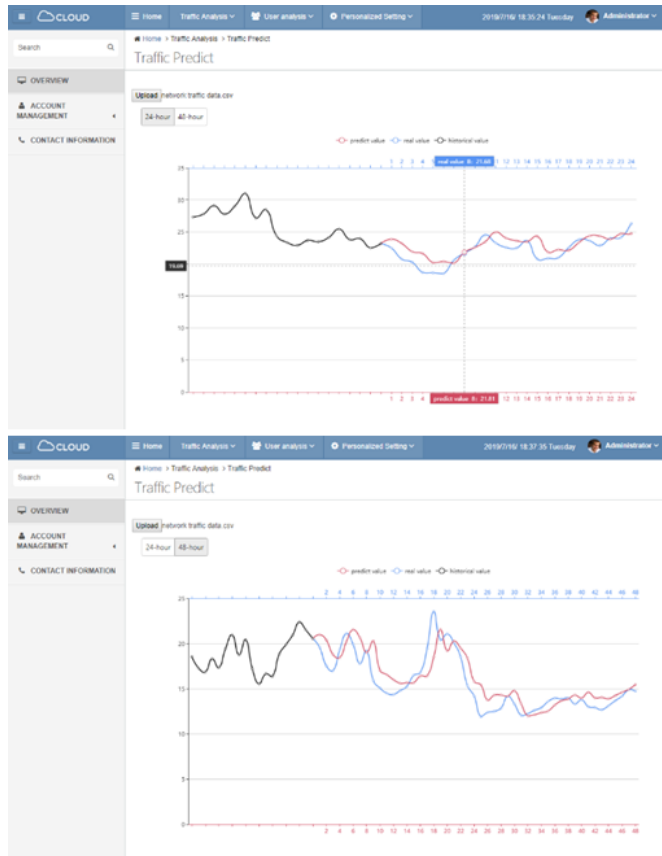 CLOUD
Home Traffic Analysis User analysis Personalized Setting 2019/7/16/ 18:35:24 Tuesday Administrator
Search
Home > Traffic Analysis > Traffic Predict
Traffic Predict
OVERVIEW
ACCOUNT
MANAGEMENT
CONTACT INFORMATION
Upload network traffic data.csv
24-hour 48-hour
predict value real value historical value
1 2 3 4 real value 8: 21.60 12 13 14 15 16 17 18 19 20 21 22 23 24
25
15
10
5
0
1 2 3 4 predict value 8: 21.81 12 13 14 15 16 17 18 19 20 21 22 23 24
CLOUD
Home Traffic Analysis User analysis Personalized Setting 2019/7/16/ 18:37:35 Tuesday Administrator
Search
Home > Traffic Analysis > Traffic Predict
Traffic Predict
OVERVIEW
ACCOUNT
MANAGEMENT
CONTACT INFORMATION
Upload network traffic data.csv
24-hour 48-hour
predict value real value historical value
2 4 6 8 10 12 14 16 18 20 22 24 26 28 30 32 34 36 38 40 42 44 46 48
25
20
15
10
5
0
2 4 6 8 10 12 14 16 18 20 22 24 26 28 30 32 34 36 38 40 42 44 46 48